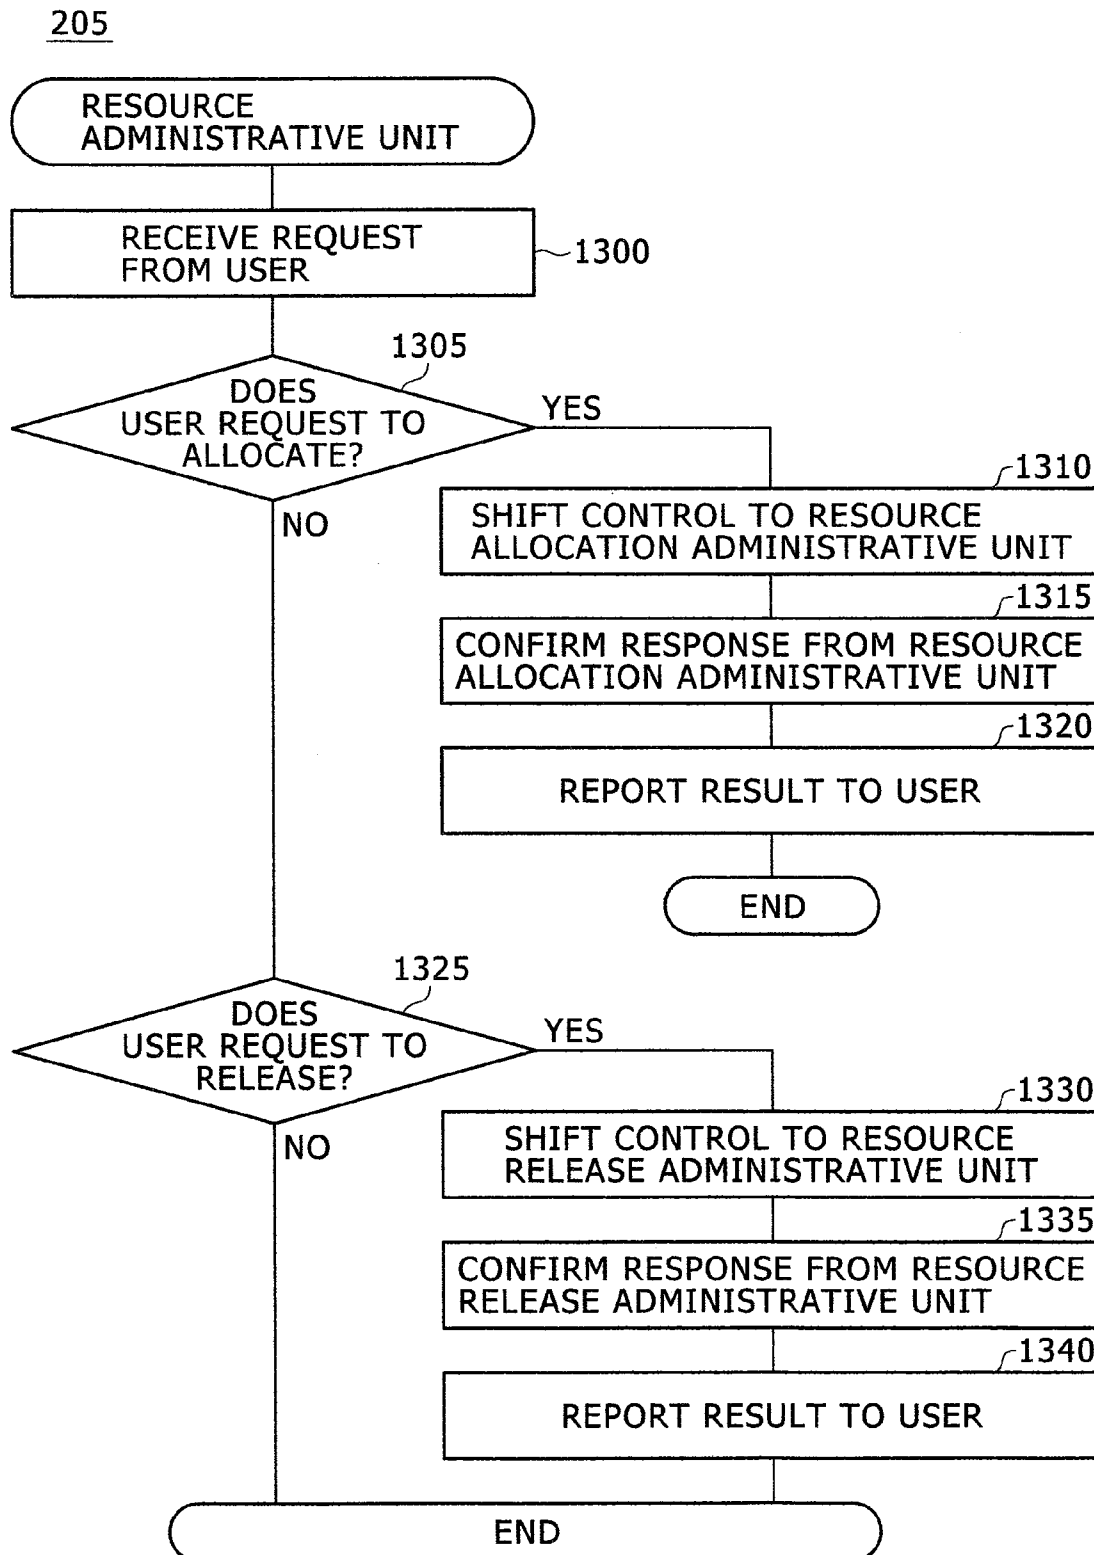 205
RESOURCE
ADMINISTRATIVE UNIT
RECEIVE REQUEST
FROM USER
1300
1305
DOES
USER REQUEST TO
ALLOCATE?
YES
NO
1310
SHIFT CONTROL TO RESOURCE
ALLOCATION ADMINISTRATIVE UNIT
1315
CONFIRM RESPONSE FROM RESOURCE
ALLOCATION ADMINISTRATIVE UNIT
1320
REPORT RESULT TO USER
END
1325
DOES
USER REQUEST TO
RELEASE?
YES
NO
1330
SHIFT CONTROL TO RESOURCE
RELEASE ADMINISTRATIVE UNIT
1335
CONFIRM RESPONSE FROM RESOURCE
RELEASE ADMINISTRATIVE UNIT
1340
REPORT RESULT TO USER
END